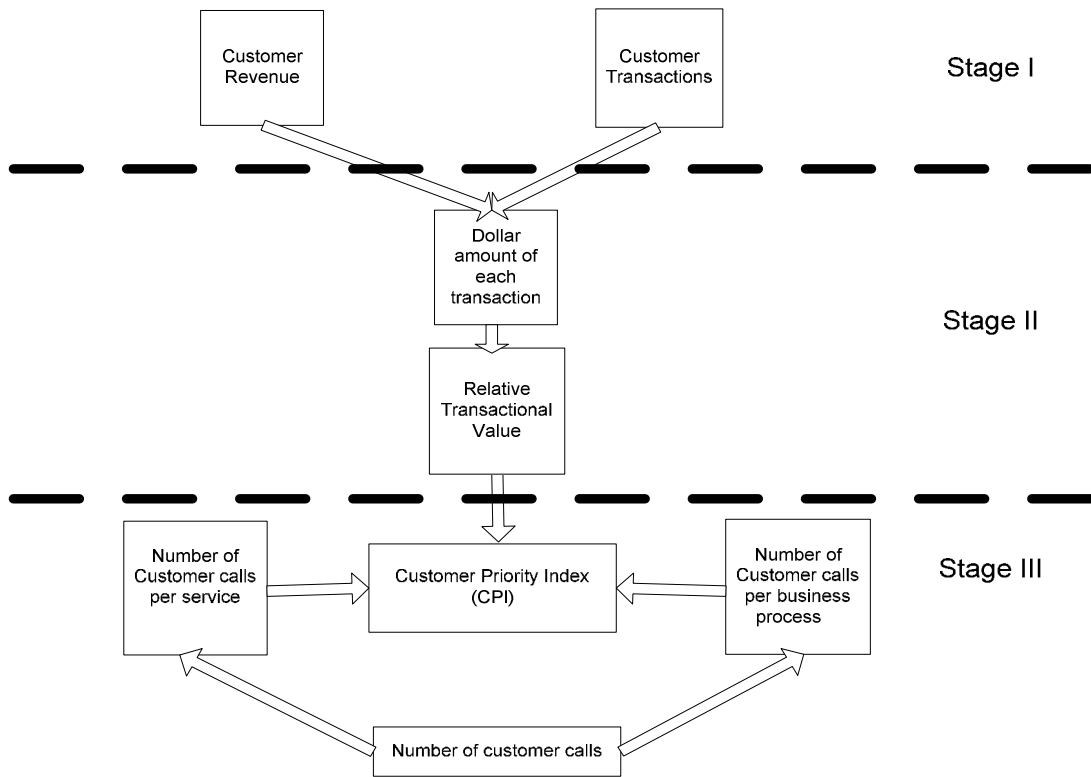 Customer
Revenue
Customer
Transactions
Stage I
Dollar
amount of
each
transaction
Stage II
Relative
Transactional
Value
Number of
Customer calls
per service
Customer Priority Index
(CPI)
Number of
Customer calls
per business
process
Stage III
Number of customer calls